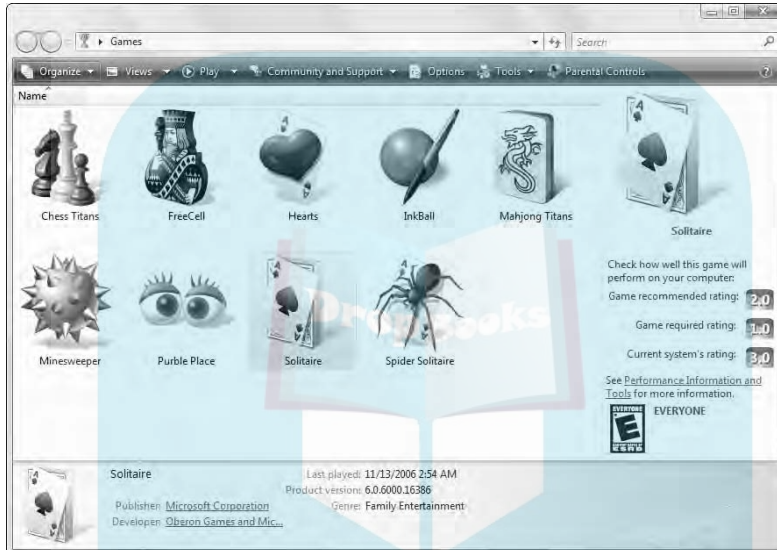 Games
Search
Organize Views Play Community and Support Options Tools Parental Controls
Name
Chess Titans FreeCell Hearts InkBall Mahjong Titans
Solitaire
Minesweeper Purble Place Solitaire Spider Solitaire
Check how well this game will
perform on your computer:
Game recommended rating: 2,0
Game required rating: 1,0
Current system's rating: 3,0
See Performance Information and
Tools for more information.
EVERYONE
E
ESRB
EVERYONE
DropBooks
Solitaire
Last played: 11/13/2006 2:54 AM
Product version: 6.0.6000.16386
Publisher: Microsoft Corporation
Genre: Family Entertainment
Developer: Oberon Games and Mic...